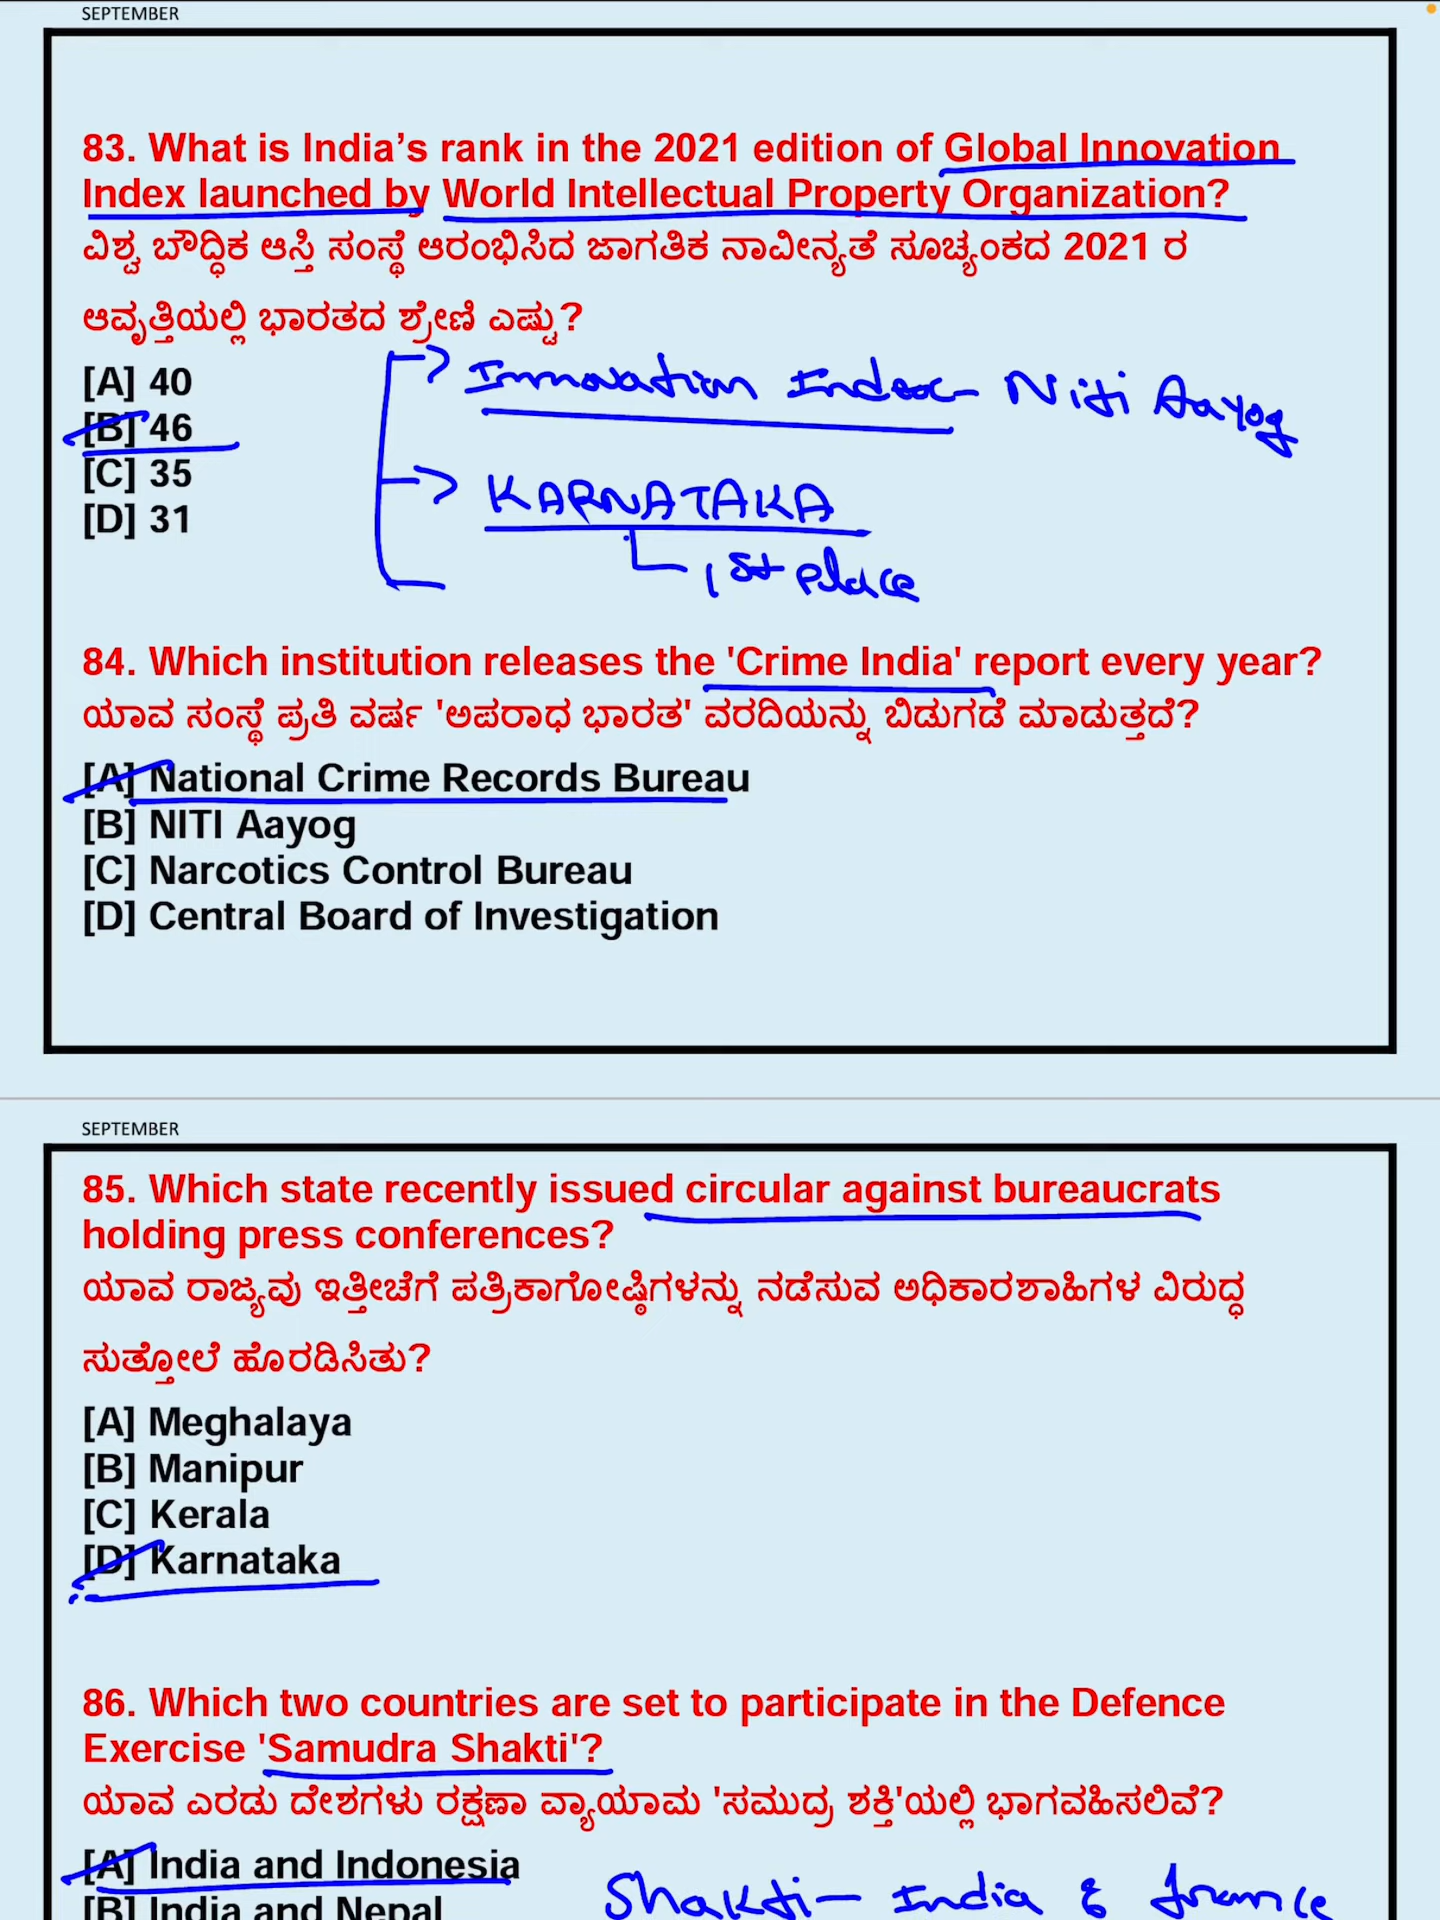 SEPTEMBER
83. What is India’s rank in the 2021 edition of Global Innovation
Index launched by World Intellectual Property Organization?
ವಿಶ್ವ ಬೌದ್ಧಿಕ ಆಸ್ತಿ ಸಂಸ್ಥೆ ಆರಂಭಿಸಿದ ಜಾಗತಿಕ ನಾವೀನ್ಯತೆ ಸೂಚ್ಯಂಕದ 2021 ರ
ಆವೃತ್ತಿಯಲ್ಲಿ ಭಾರತದ ಶ್ರೇಣಿ ಎಷ್ಟು?
[A] 40
Innovation Index - Niti Aayog
[B] 46
[C] 35
KARNATAKA
[D] 31
1st place
84. Which institution releases the 'Crime India' report every year?
ಯಾವ ಸಂಸ್ಥೆ ಪ್ರತಿ ವರ್ಷ 'ಅಪರಾಧ ಭಾರತ' ವರದಿಯನ್ನು ಬಿಡುಗಡೆ ಮಾಡುತ್ತದೆ?
[A] National Crime Records Bureau
[B] NITI Aayog
[C] Narcotics Control Bureau
[D] Central Board of Investigation
SEPTEMBER
85. Which state recently issued circular against bureaucrats
holding press conferences?
ಯಾವ ರಾಜ್ಯವು ಇತ್ತೀಚೆಗೆ ಪತ್ರಿಕಾಗೋಷ್ಠಿಗಳನ್ನು ನಡೆಸುವ ಅಧಿಕಾರಶಾಹಿಗಳ ವಿರುದ್ಧ
ಸುತ್ತೋಲೆ ಹೊರಡಿಸಿತು?
[A] Meghalaya
[B] Manipur
[C] Kerala
[D] Karnataka
86. Which two countries are set to participate in the Defence
Exercise 'Samudra Shakti'?
ಯಾವ ಎರಡು ದೇಶಗಳು ರಕ್ಷಣಾ ವ್ಯಾಯಾಮ 'ಸಮುದ್ರ ಶಕ್ತಿ'ಯಲ್ಲಿ ಭಾಗವಹಿಸಲಿವೆ?
[A] India and Indonesia
[B] India and Nepal
Shakti - India & France